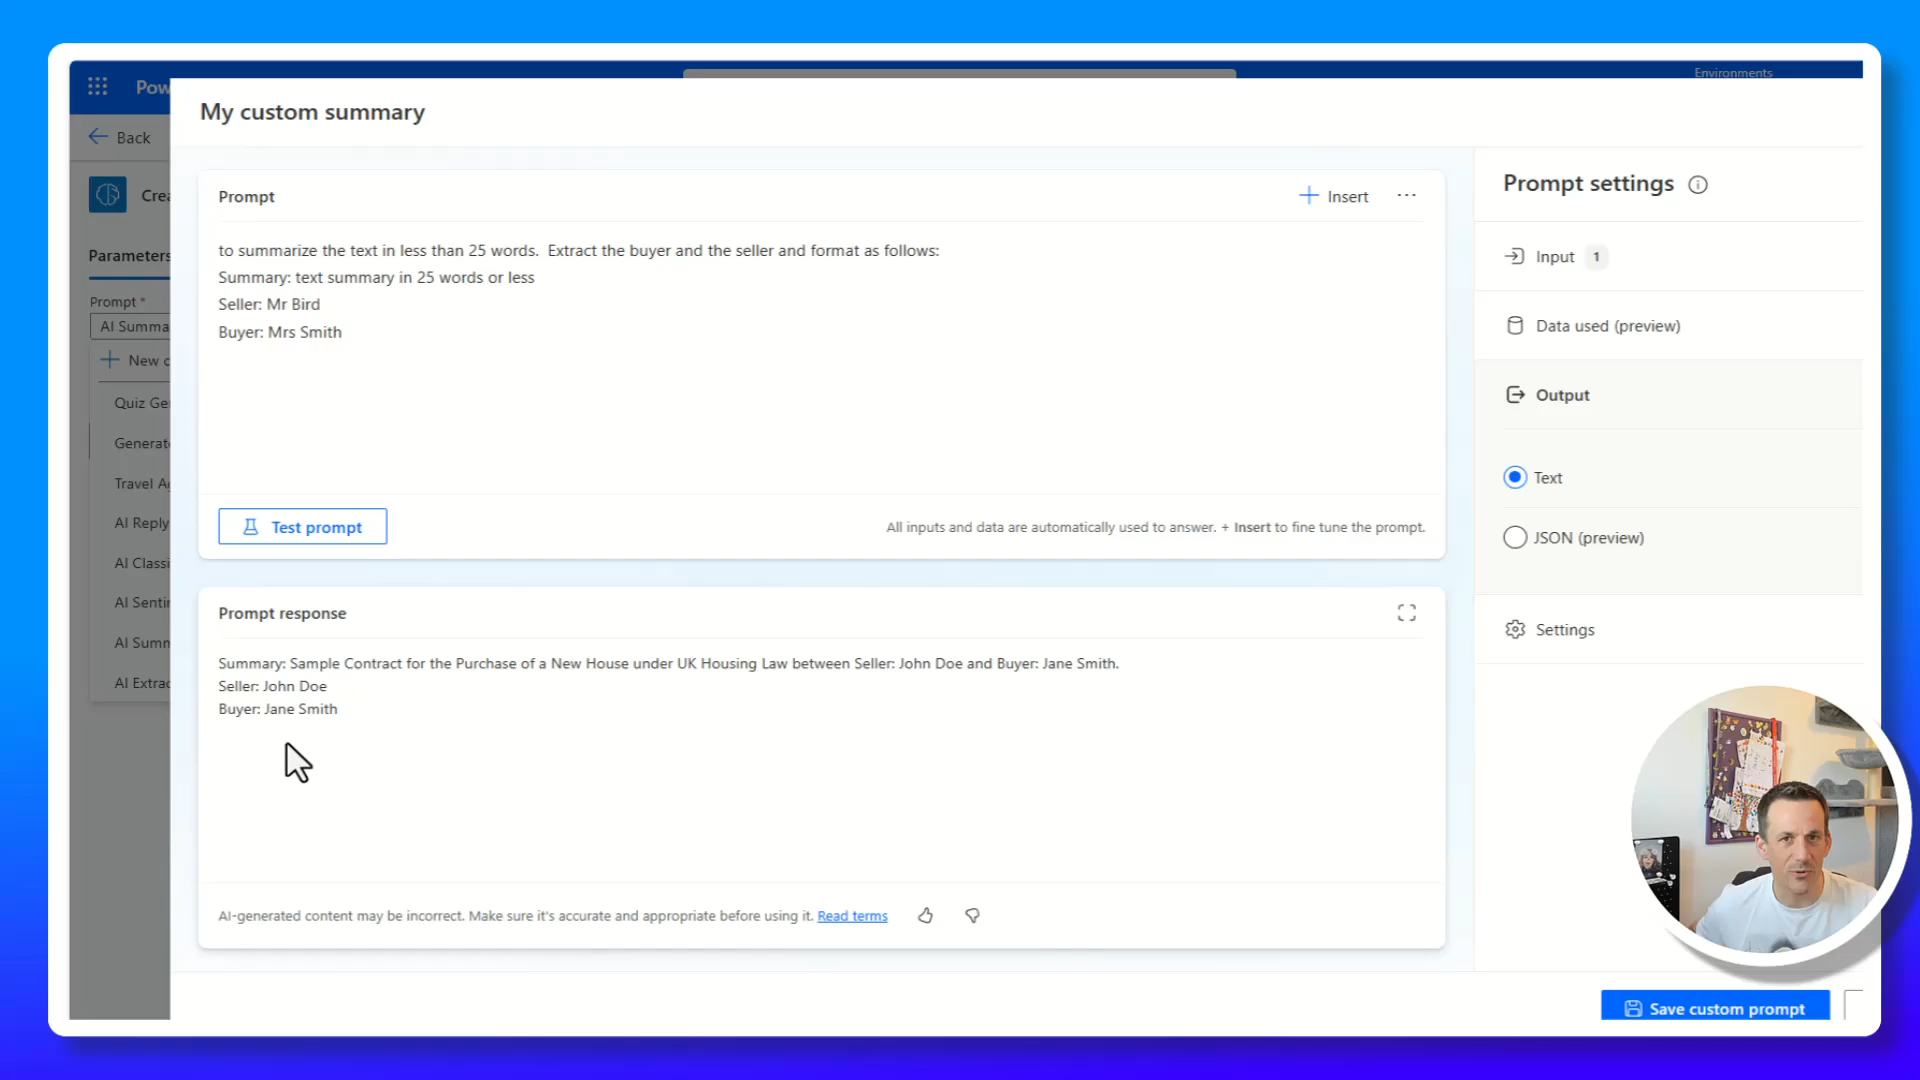 Environments
Pow
My custom summary
Back
Crea
Parameters
Prompt *
AI Summa
New c
Quiz Ge
Generat
Travel A
AI Reply
AI Classi
AI Senti
AI Summ
AI Extrac
Prompt
Insert
to summarize the text in less than 25 words. Extract the buyer and the seller and format as follows:
Summary: text summary in 25 words or less
Seller: Mr Bird
Buyer: Mrs Smith
Test prompt
All inputs and data are automatically used to answer. + Insert to fine tune the prompt.
Prompt response
Summary: Sample Contract for the Purchase of a New House under UK Housing Law between Seller: John Doe and Buyer: Jane Smith.
Seller: John Doe
Buyer: Jane Smith
AI-generated content may be incorrect. Make sure it's accurate and appropriate before using it. Read terms
Prompt settings
Input 1
Data used (preview)
Output
Text
JSON (preview)
Settings
Save custom prompt